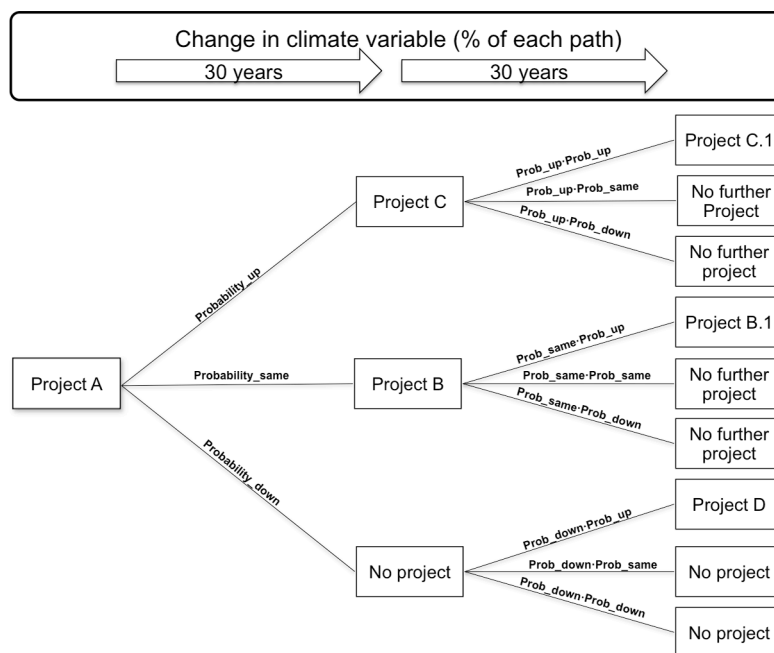 Change in climate variable (% of each path)
30 years
30 years
Project A
Probability_up
Probability_same
Probability_down
Project C
Prob_up·Prob_up
Prob_up·Prob_same
Prob_up·Prob_down
Project C.1
No further
Project
No further
project
Project B
Prob_same·Prob_up
Prob_same·Prob_same
Prob_same·Prob_down
Project B.1
No further
project
No further
project
No project
Prob_down·Prob_up
Prob_down·Prob_same
Prob_down·Prob_down
Project D
No project
No project